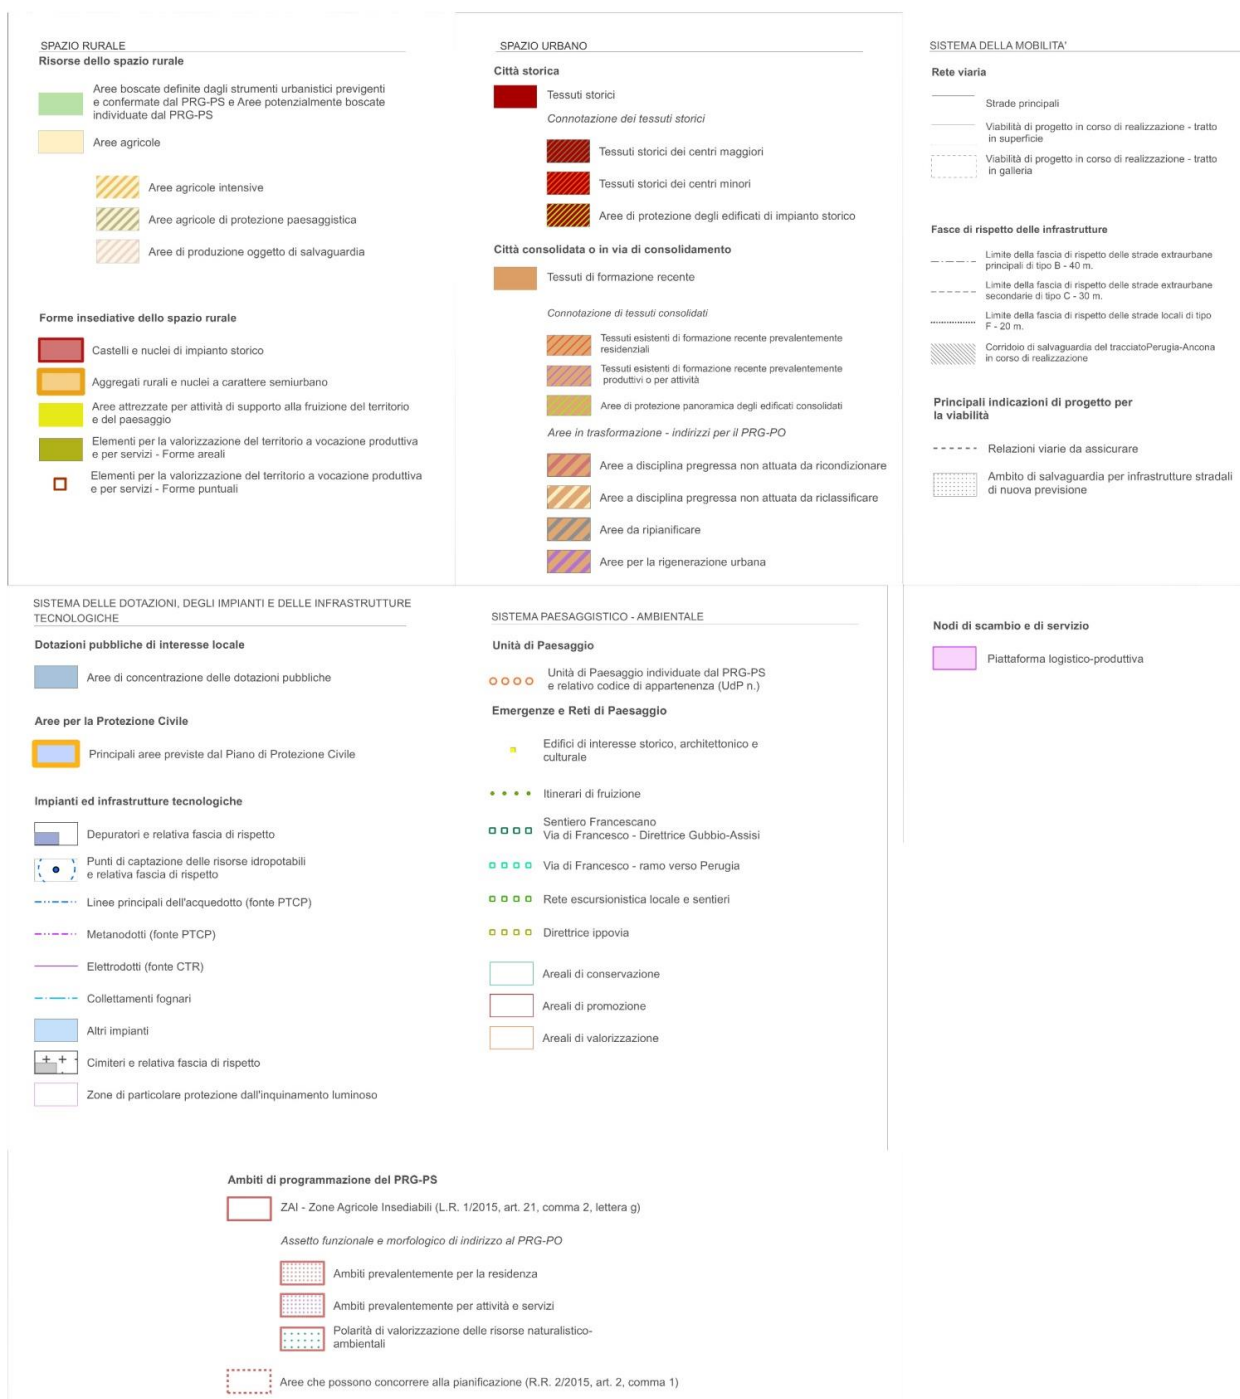 SPAZIO RURALE
Risorse dello spazio rurale
Aree boscate definite dagli strumenti urbanistici previgenti
e confermate dal PRG-PS e Aree potenzialmente boscate
individuate dal PRG-PS
Aree agricole
Aree agricole intensive
Aree agricole di protezione paesaggistica
Aree di produzione oggetto di salvaguardia
Forme insediative dello spazio rurale
Castelli e nuclei di impianto storico
Aggregati rurali e nuclei a carattere semiurbano
Aree attrezzate per attività di supporto alla fruizione del territorio
e del paesaggio
Elementi per la valorizzazione del territorio a vocazione produttiva
e per servizi - Forme areali
Elementi per la valorizzazione del territorio a vocazione produttiva
e per servizi - Forme puntuali
SPAZIO URBANO
Città storica
Tessuti storici
Connotazione dei tessuti storici
Tessuti storici dei centri maggiori
Tessuti storici dei centri minori
Aree di protezione degli edificati di impianto storico
Città consolidata o in via di consolidamento
Tessuti di formazione recente
Connotazione di tessuti consolidati
Tessuti esistenti di formazione recente prevalentemente
residenziali
Tessuti esistenti di formazione recente prevalentemente
produttivi o per attività
Aree di protezione panoramica degli edificati consolidati
Aree in trasformazione - indirizzi per il PRG-PO
Aree a disciplina pregressa non attuata da ricondizionare
Aree a disciplina pregressa non attuata da riclassificare
Aree da ripianificare
Aree per la rigenerazione urbana
SISTEMA DELLA MOBILITA'
Rete viaria
Strade principali
Viabilità di progetto in corso di realizzazione - tratto
in superficie
Viabilità di progetto in corso di realizzazione - tratto
in galleria
Fasce di rispetto delle infrastrutture
Limite della fascia di rispetto delle strade extraurbane
principali di tipo B - 40 m.
Limite della fascia di rispetto delle strade extraurbane
secondarie di tipo C - 30 m.
Limite della fascia di rispetto delle strade locali di tipo
F - 20 m.
Corridoio di salvaguardia del tracciatoPerugia-Ancona
in corso di realizzazione
Principali indicazioni di progetto per
la viabilità
Relazioni viarie da assicurare
Ambito di salvaguardia per infrastrutture stradali
di nuova previsione
SISTEMA DELLE DOTAZIONI, DEGLI IMPIANTI E DELLE INFRASTRUTTURE
TECNOLOGICHE
Dotazioni pubbliche di interesse locale
Aree di concentrazione delle dotazioni pubbliche
Aree per la Protezione Civile
Principali aree previste dal Piano di Protezione Civile
Impianti ed infrastrutture tecnologiche
Depuratori e relativa fascia di rispetto
Punti di captazione delle risorse idropotabili
e relativa fascia di rispetto
Linee principali dell'acquedotto (fonte PTCP)
Metanodotti (fonte PTCP)
Elettrodotti (fonte CTR)
Collettamenti fognari
Altri impianti
Cimiteri e relativa fascia di rispetto
Zone di particolare protezione dall'inquinamento luminoso
SISTEMA PAESAGGISTICO - AMBIENTALE
Unità di Paesaggio
Unità di Paesaggio individuate dal PRG-PS
e relativo codice di appartenenza (UdP n.)
Emergenze e Reti di Paesaggio
Edifici di interesse storico, architettonico e
culturale
Itinerari di fruizione
Sentiero Francescano
Via di Francesco - Direttrice Gubbio-Assisi
Via di Francesco - ramo verso Perugia
Rete escursionistica locale e sentieri
Direttrice ippovia
Areali di conservazione
Areali di promozione
Areali di valorizzazione
Nodi di scambio e di servizio
Piattaforma logistico-produttiva
Ambiti di programmazione del PRG-PS
ZAI - Zone Agricole Insediabili (L.R. 1/2015, art. 21, comma 2, lettera g)
Assetto funzionale e morfologico di indirizzo al PRG-PO
Ambiti prevalentemente per la residenza
Ambiti prevalentemente per attività e servizi
Polarità di valorizzazione delle risorse naturalistico-
ambientali
Aree che possono concorrere alla pianificazione (R.R. 2/2015, art. 2, comma 1)